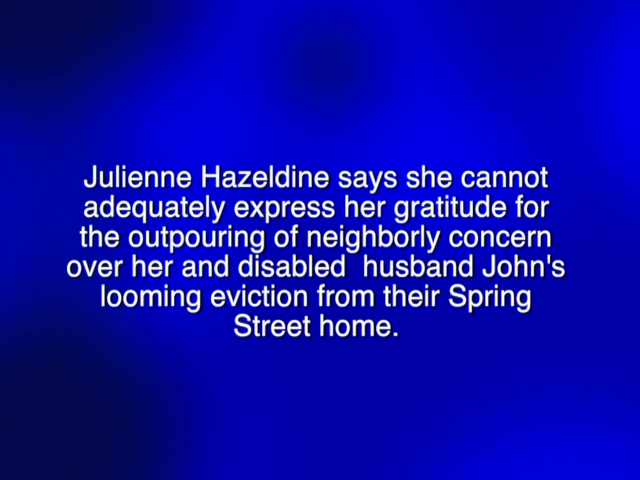 Julienne Hazeldine says she cannot
adequately express her gratitude for
the outpouring of neighborly concern
over her and disabled  husband John's
looming eviction from their Spring
Street home.